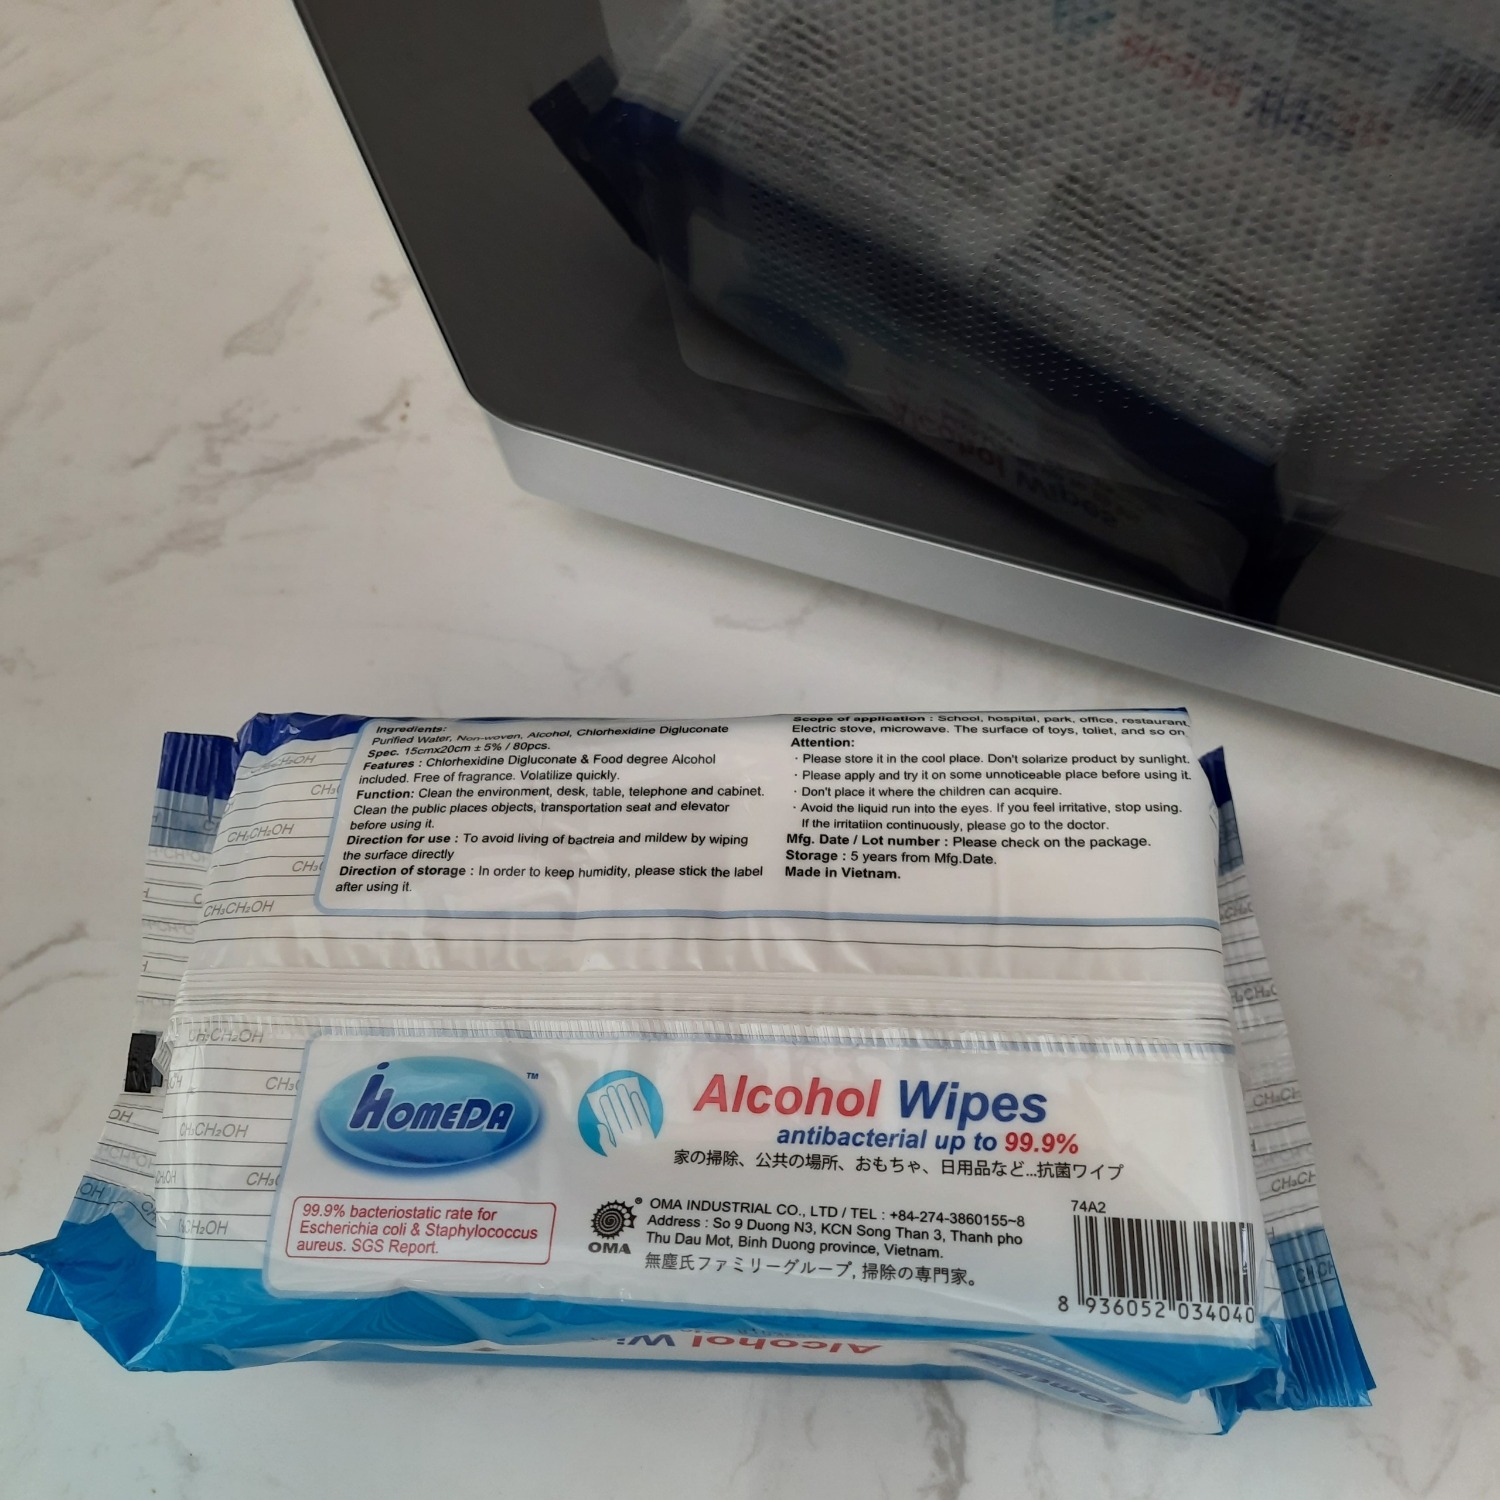 Ingredients:
Purified Water, Non-woven, Alcohol, Chlorhexidine Digluconate
Spec. 15cmx20cm ± 5% / 80pcs.
Features : Chlorhexidine Digluconate & Food degree Alcohol
included. Free of fragrance. Volatilize quickly.
Function: Clean the environment, desk, table, telephone and cabinet.
Clean the public places objects, transportation seat and elevator
before using it.
Direction for use : To avoid living of bactreia and mildew by wiping
the surface directly
Direction of storage : In order to keep humidity, please stick the label
after using it.
Scope of application : School, hospital, park, office, restaurant,
Electric stove, microwave. The surface of toys, toliet, and so on
Attention:
· Please store it in the cool place. Don't solarize product by sunlight.
· Please apply and try it on some unnoticeable place before using it.
· Don't place it where the children can acquire.
· Avoid the liquid run into the eyes. If you feel irritative, stop using.
If the irritatiion continuously, please go to the doctor.
Mfg. Date / Lot number : Please check on the package.
Storage : 5 years from Mfg.Date.
Made in Vietnam.
CH₃CH₂OH
CH₃CH₂OH
CH₃CH₂OH
CH₃CH₂OH
iHOMEDA™
Alcohol Wipes
antibacterial up to 99.9%
家の掃除、公共の場所、おもちゃ、日用品など...抗菌ワイプ
99.9% bacteriostatic rate for
Escherichia coli & Staphylococcus
aureus. SGS Report.
OMA®
OMA INDUSTRIAL CO., LTD / TEL : +84-274-3860155~8
Address : So 9 Duong N3, KCN Song Than 3, Thanh pho
Thu Dau Mot, Binh Duong province, Vietnam.
無塵氏ファミリーグループ, 掃除の専門家。
74A2
8 936052 034040
Alcohol Wi
Alcohol Wipes